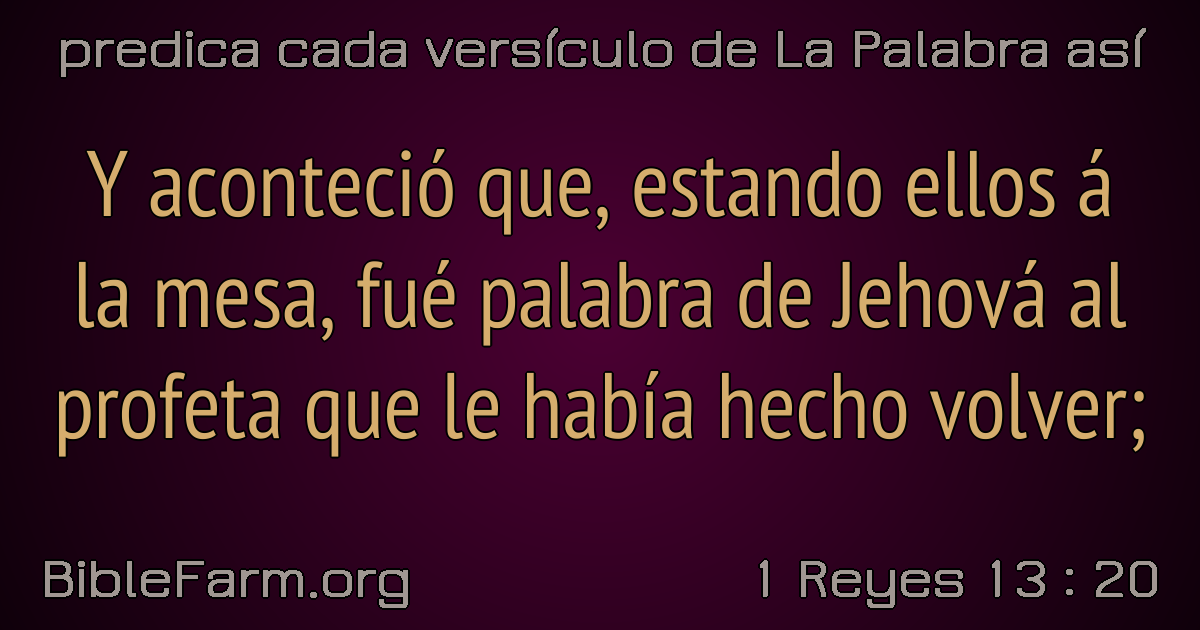 predica cada versículo de La Palabra así
Y aconteció que, estando ellos á
la mesa, fué palabra de Jehová al
profeta que le había hecho volver;
BibleFarm.org
1 Reyes 13 : 20